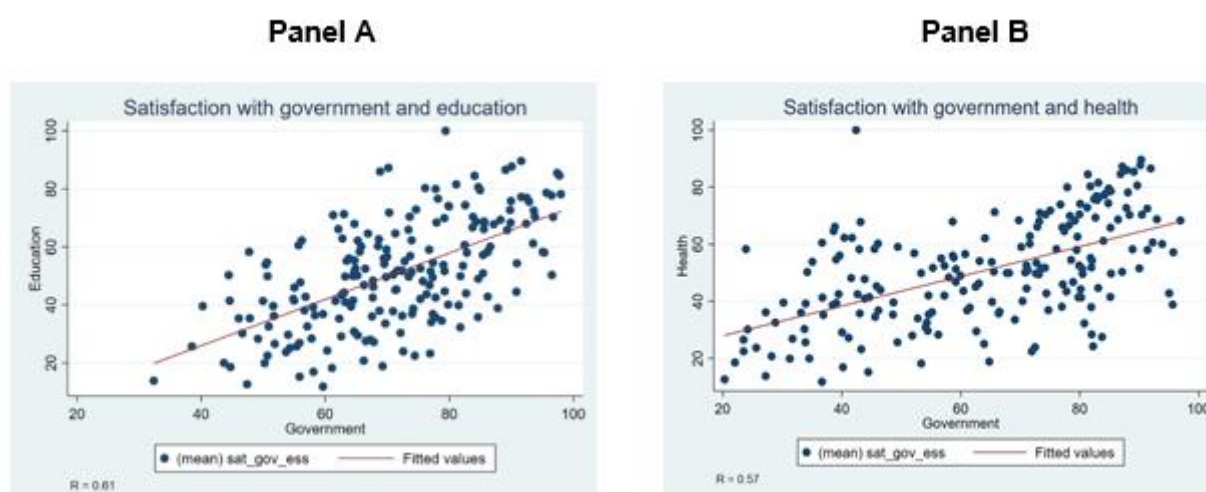 Panel A
Panel B
Satisfaction with government and education
100
80
60
40
20
Education
20
40
60
80
100
Government
(mean) sat_gov_ess
Fitted values
R = 0.61
Satisfaction with government and health
100
80
60
40
20
Health
20
40
60
80
100
Government
(mean) sat_gov_ess
Fitted values
R = 0.57